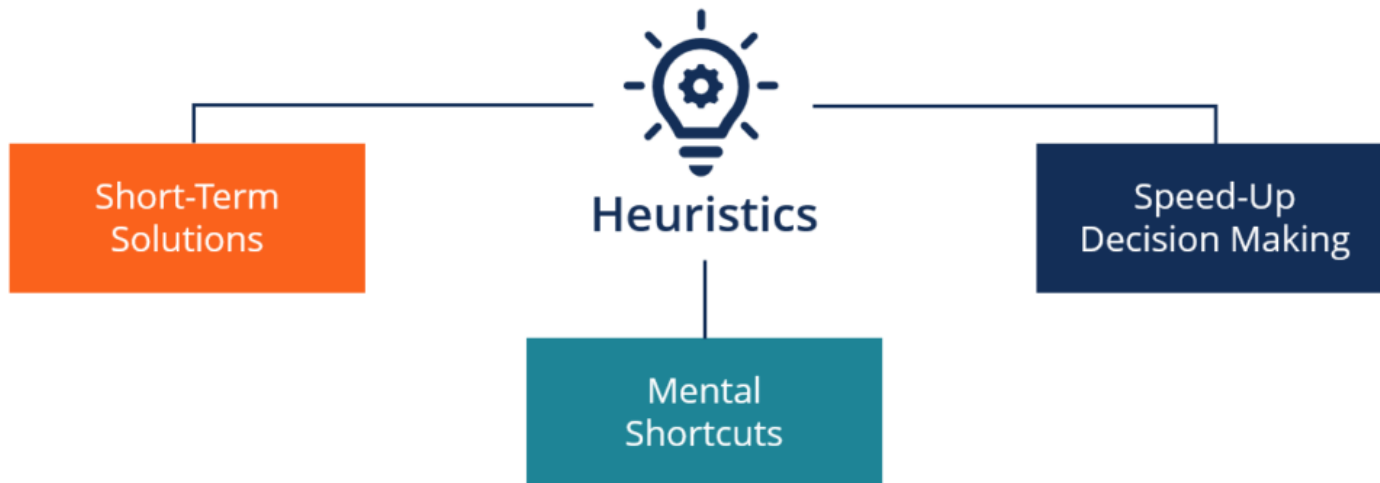 Heuristics
Short-Term
Solutions
Mental
Shortcuts
Speed-Up
Decision Making